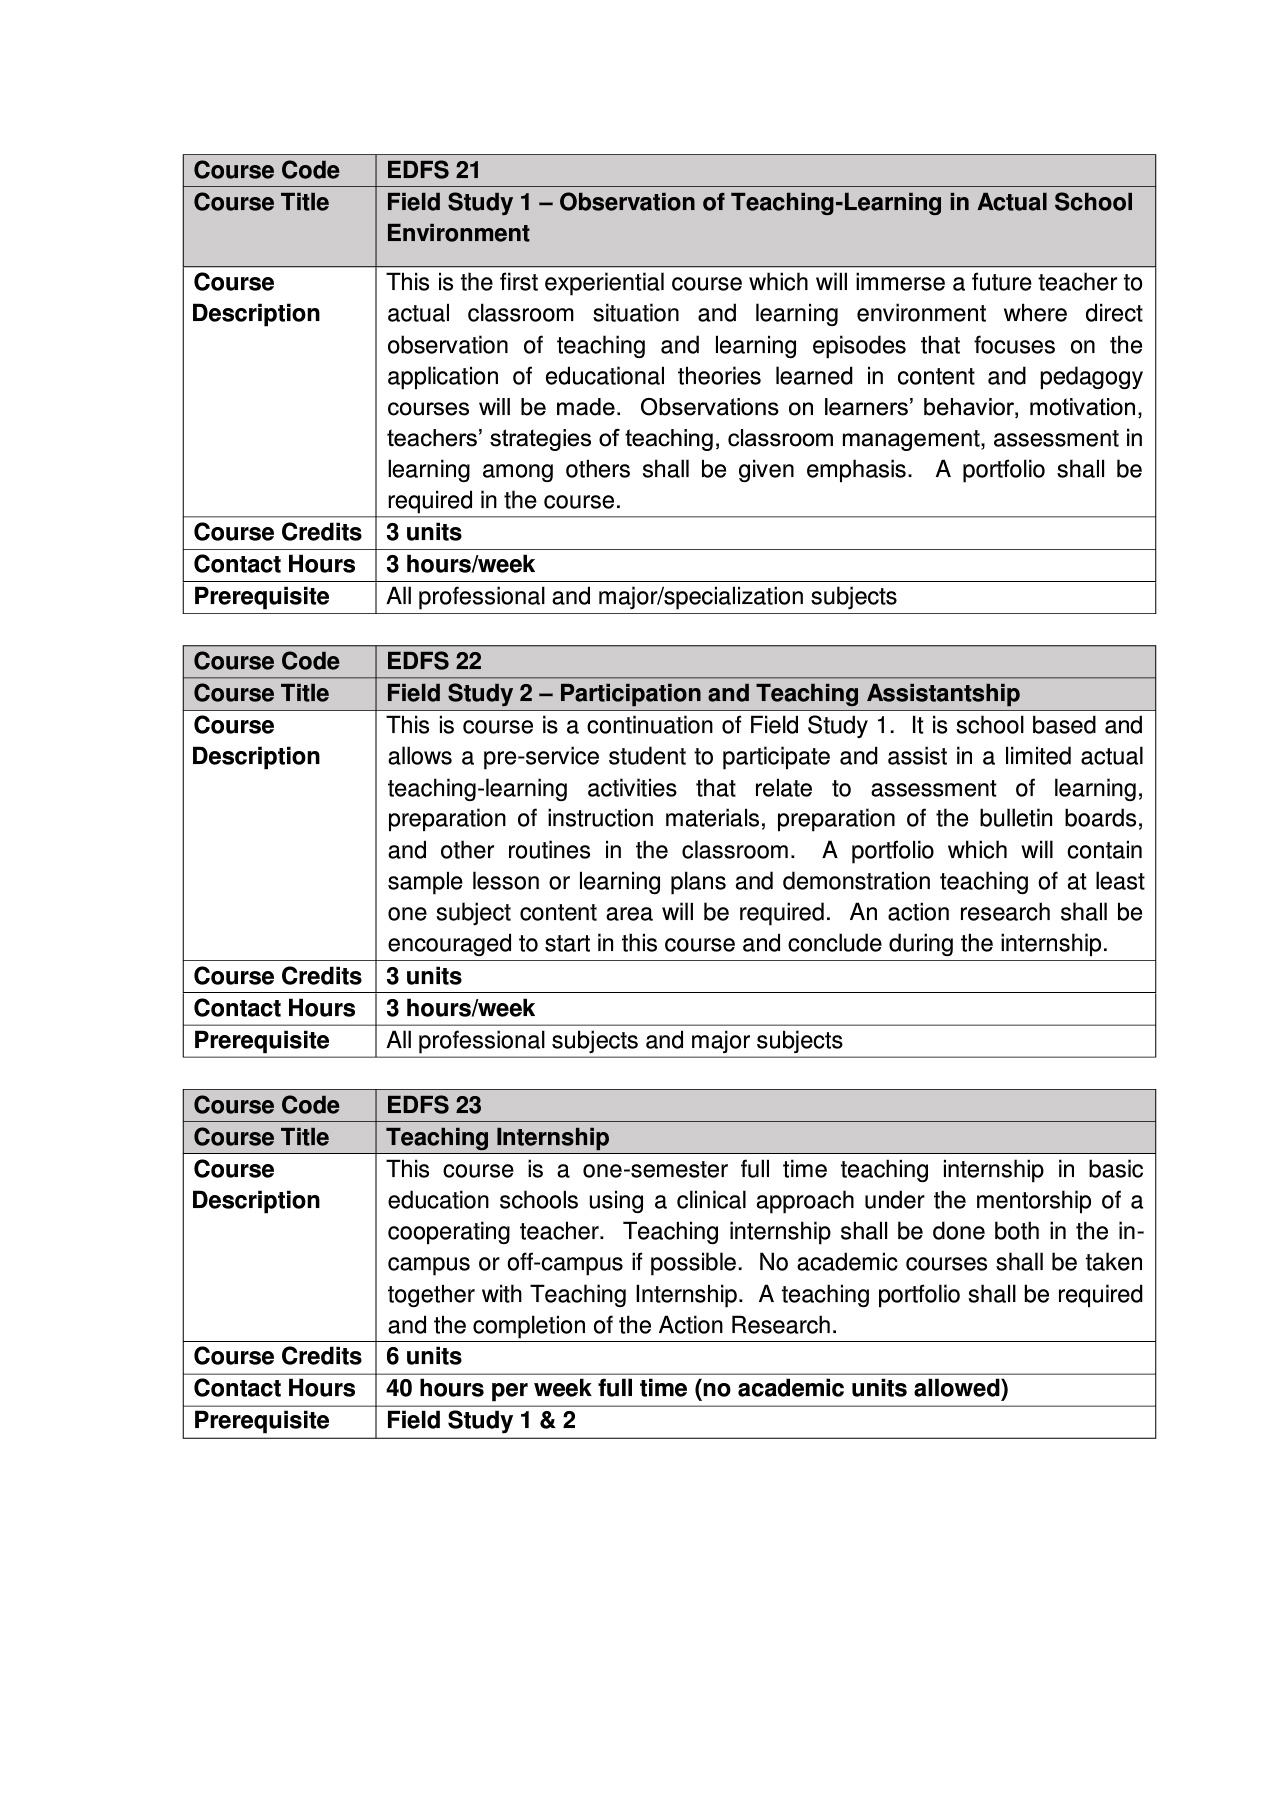 Course Code EDFS 21
Course Title Field Study 1 – Observation of Teaching-Learning in Actual School
Environment
Course This is the first experiential course which will immerse a future teacher to
Description actual classroom situation and learning environment where direct
observation of teaching and learning episodes that focuses on the
application of educational theories learned in content and pedagogy
courses will be made. Observations on learners’ behavior, motivation,
teachers’ strategies of teaching, classroom management, assessment in
learning among others shall be given emphasis. A portfolio shall be
required in the course.
Course Credits 3 units
Contact Hours 3 hours/week
Prerequisite All professional and major/specialization subjects
Course Code EDFS 22
Course Title Field Study 2 – Participation and Teaching Assistantship
Course This is course is a continuation of Field Study 1. It is school based and
Description allows a pre-service student to participate and assist in a limited actual
teaching-learning activities that relate to assessment of learning,
preparation of instruction materials, preparation of the bulletin boards,
and other routines in the classroom. A portfolio which will contain
sample lesson or learning plans and demonstration teaching of at least
one subject content area will be required. An action research shall be
encouraged to start in this course and conclude during the internship.
Course Credits 3 units
Contact Hours 3 hours/week
Prerequisite All professional subjects and major subjects
Course Code EDFS 23
Course Title Teaching Internship
Course This course is a one-semester full time teaching internship in basic
Description education schools using a clinical approach under the mentorship of a
cooperating teacher. Teaching internship shall be done both in the in-
campus or off-campus if possible. No academic courses shall be taken
together with Teaching Internship. A teaching portfolio shall be required
and the completion of the Action Research.
Course Credits 6 units
Contact Hours 40 hours per week full time (no academic units allowed)
Prerequisite Field Study 1 & 2